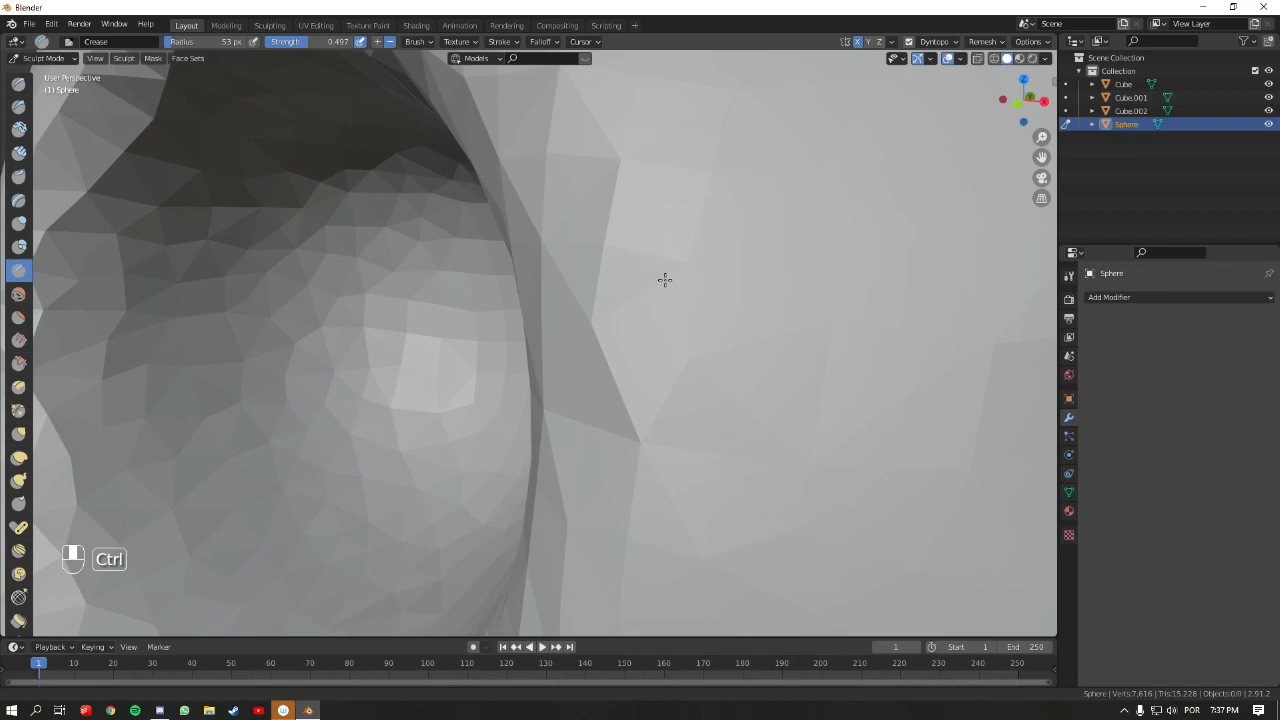 Blender
File Edit Render Window Help Layout Modeling Sculpting UV Editing Texture Paint Shading Animation Rendering Compositing Scripting + Scene View Layer
Crease Radius 53 px Strength 0.497 Brush Texture Stroke Falloff Cursor X Y Z Dyntopo Remesh Options
Sculpt Mode View Sculpt Mask Face Sets Models
User Perspective
(1) Sphere
Scene Collection
Collection
Cube
Cube.001
Cube.002
Sphere
Z
Y
X
Sphere
Add Modifier
Ctrl
Playback Keying View Marker 1 Start 1 End 250
1 10 20 30 40 50 60 70 80 90 100 110 120 130 140 150 160 170 180 190 200 210 220 230 240 250
Sphere | Verts:7,616 | Tris:15,228 | Objects:0/0 | 2.91.2
POR 7:37 PM